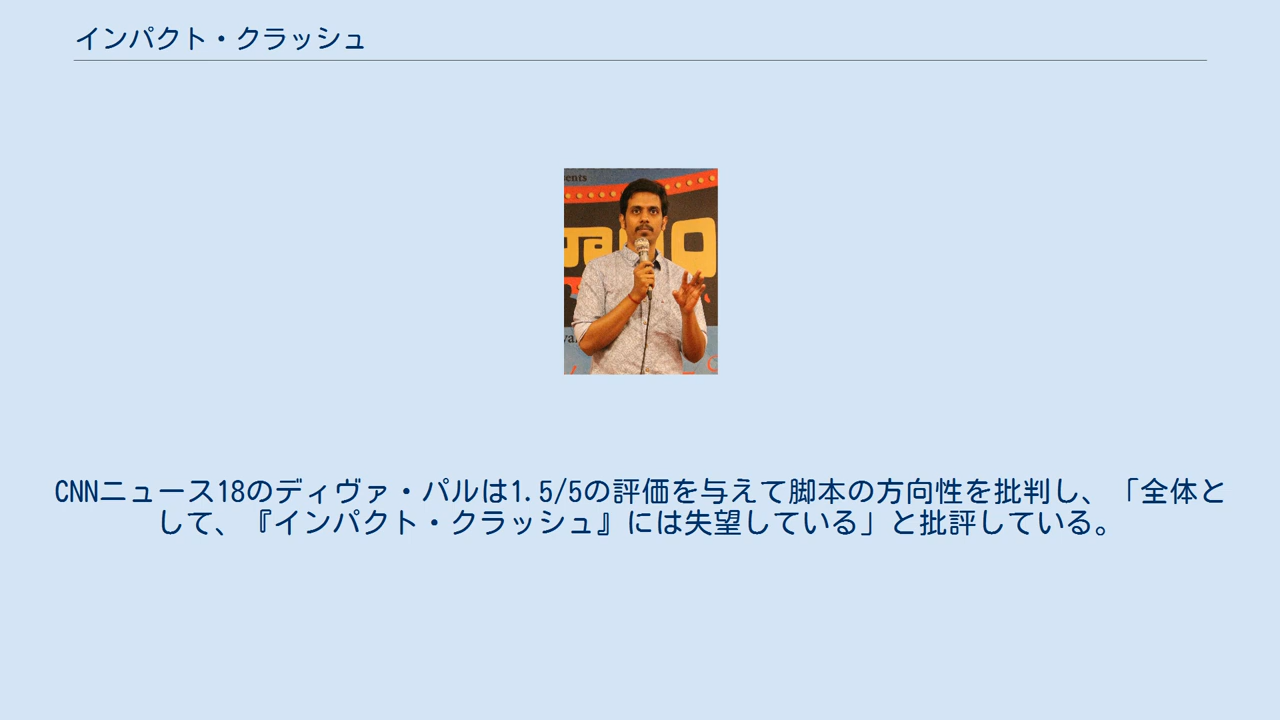 インパクト・クラッシュ
ents
CNNニュース18のディヴァ・パルは1.5/5の評価を与えて脚本の方向性を批判し、「全体と
して、『インパクト・クラッシュ』には失望している」と批評している。